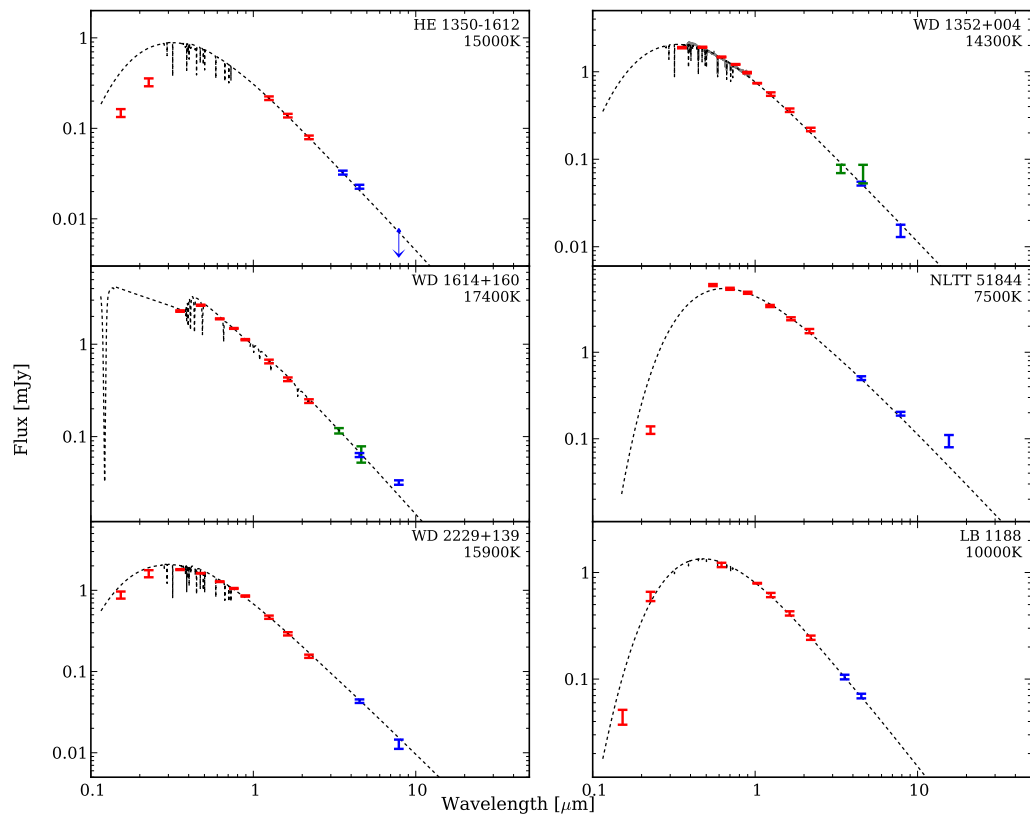 HE 1350-1612
15000K
1
0.1
0.01
WD 1352+004
14300K
1
0.1
0.01
WD 1614+160
17400K
1
0.1
NLTT 51844
7500K
1
0.1
WD 2229+139
15900K
1
0.1
0.01
LB 1188
10000K
1
0.1
Flux [mJy]
0.1
1
10
0.1
1
10
Wavelength [μm]